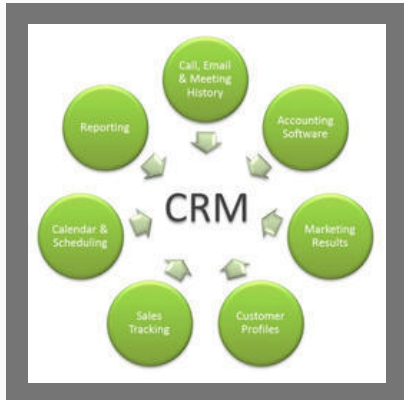 Call, Email
& Meeting
History
Accounting
Software
Marketing
Results
Customer
Profiles
Sales
Tracking
Calendar &
Scheduling
Reporting
CRM